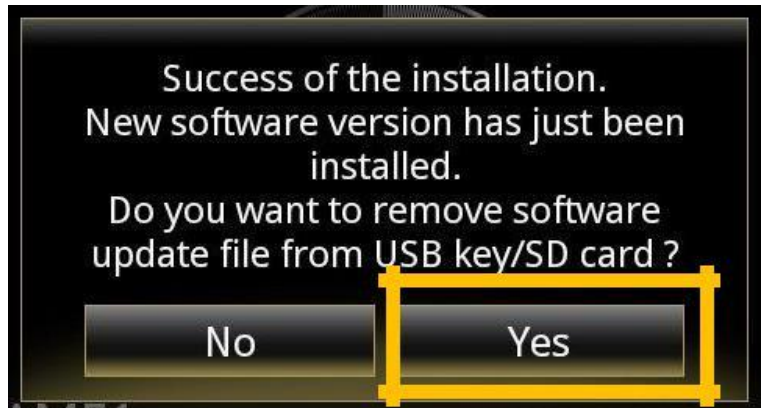 Success of the installation.
New software version has just been
installed.
Do you want to remove software
update file from USB key/SD card ?
No
Yes